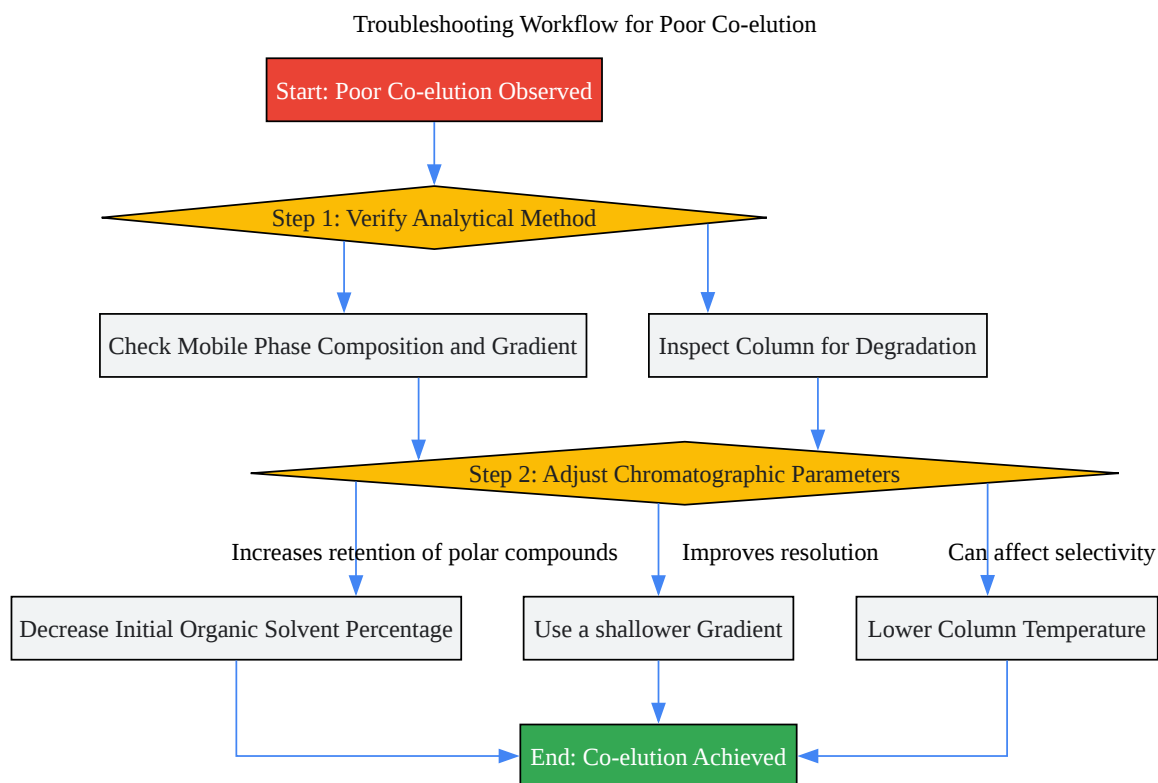 Troubleshooting Workflow for Poor Co-elution
Start: Poor Co-elution Observed
Step 1: Verify Analytical Method
Check Mobile Phase Composition and Gradient
Inspect Column for Degradation
Step 2: Adjust Chromatographic Parameters
Increases retention of polar compounds
Improves resolution
Can affect selectivity
Decrease Initial Organic Solvent Percentage
Use a shallower Gradient
Lower Column Temperature
End: Co-elution Achieved